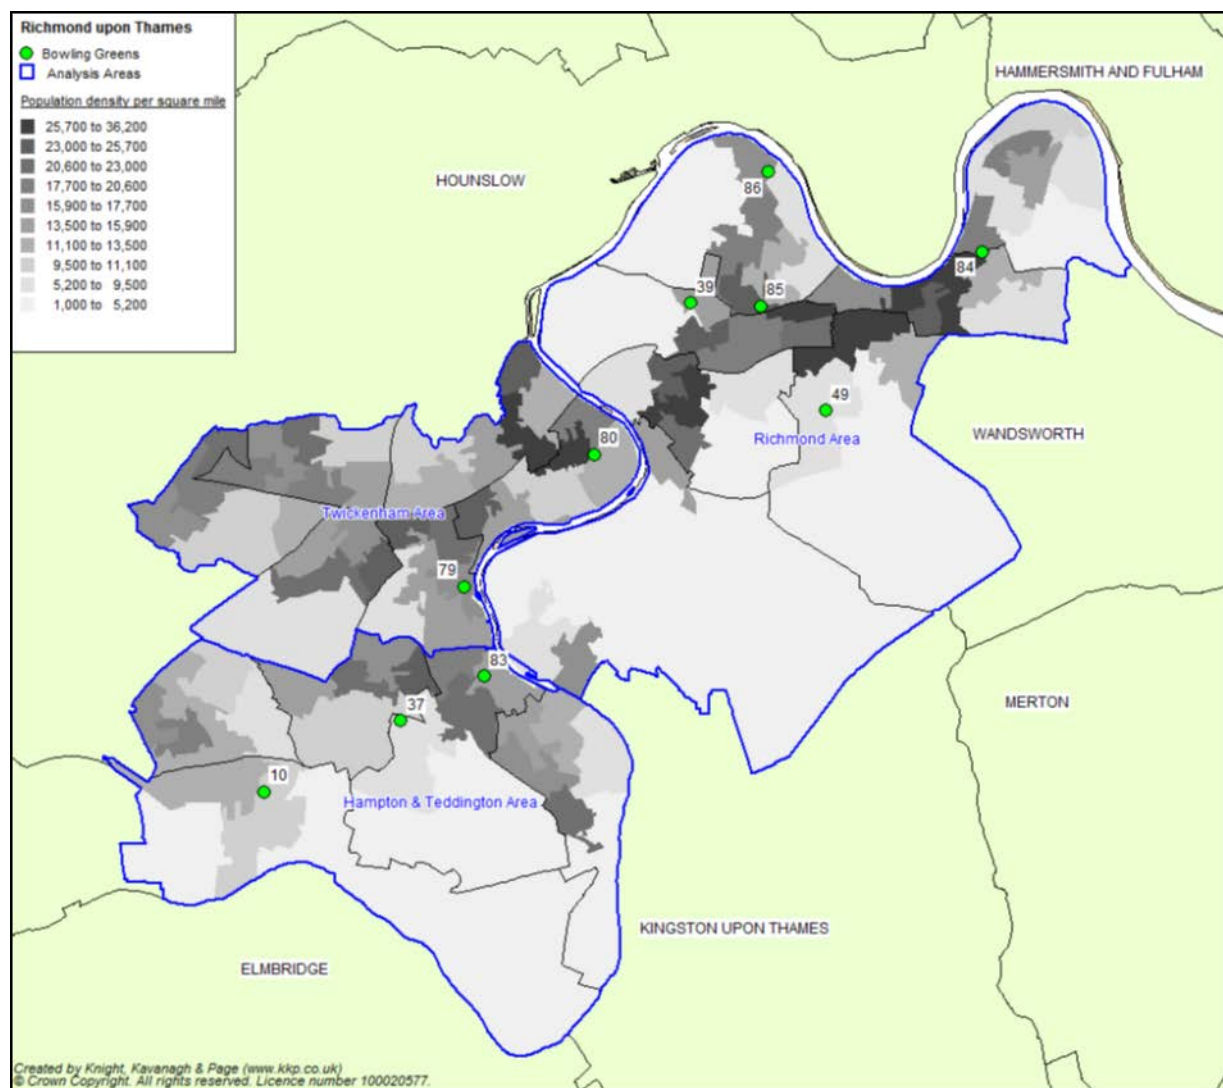 Richmond upon Thames
Bowling Greens
Analysis Areas
Population density per square mile
25,700 to 36,200
23,000 to 25,700
20,600 to 23,000
17,700 to 20,600
15,900 to 17,700
13,500 to 15,900
11,100 to 13,500
9,500 to 11,100
5,200 to 9,500
1,000 to 5,200
HAMMERSMITH AND FULHAM
HOUNSLOW
86
84
39
85
49
80
Richmond Area
WANDSWORTH
Twickenham Area
79
83
37
MERTON
10
Hampton & Teddington Area
KINGSTON UPON THAMES
ELMBRIDGE
Created by Knight, Kavanagh & Page (www.kkp.co.uk)
© Crown Copyright. All rights reserved. Licence number 100020577.